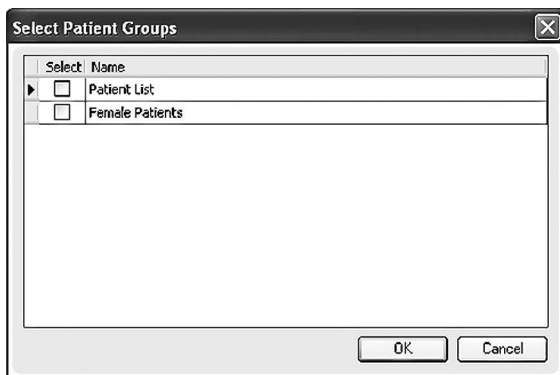 Select Patient Groups
Select Name
Patient List
Female Patients
OK Cancel